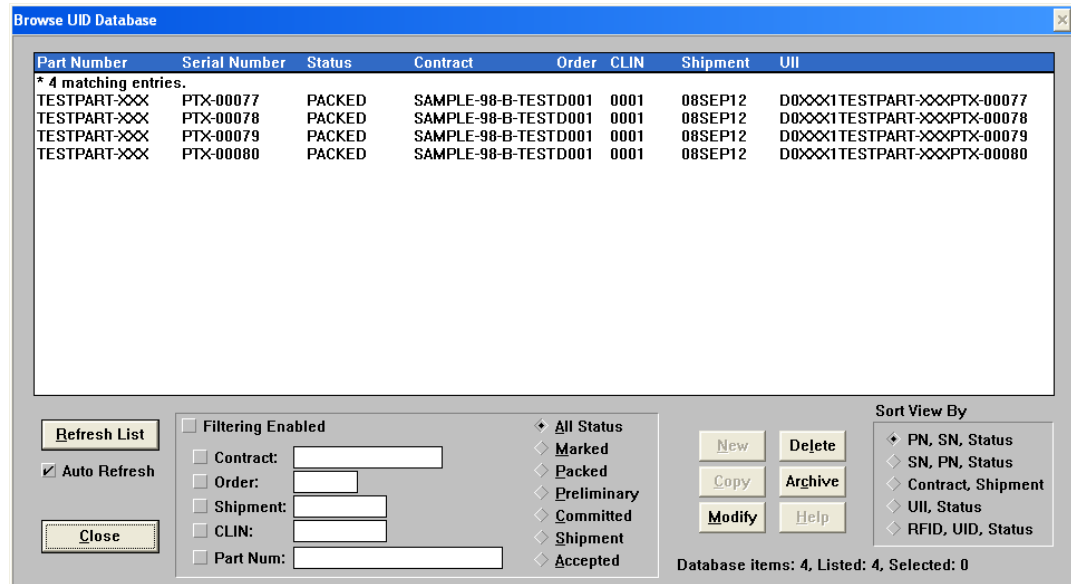 Browse UID Database
Part Number Serial Number Status Contract Order CLIN Shipment UII
* 4 matching entries.
TESTPART-XXX PTX-00077 PACKED SAMPLE-98-B-TESTD001 0001 08SEP12 D0XXX1TESTPART-XXXPTX-00077
TESTPART-XXX PTX-00078 PACKED SAMPLE-98-B-TESTD001 0001 08SEP12 D0XXX1TESTPART-XXXPTX-00078
TESTPART-XXX PTX-00079 PACKED SAMPLE-98-B-TESTD001 0001 08SEP12 D0XXX1TESTPART-XXXPTX-00079
TESTPART-XXX PTX-00080 PACKED SAMPLE-98-B-TESTD001 0001 08SEP12 D0XXX1TESTPART-XXXPTX-00080
Refresh List
Auto Refresh
Close
Filtering Enabled
Contract:
Order:
Shipment:
CLIN:
Part Num:
All Status
Marked
Packed
Preliminary
Committed
Shipment
Accepted
New Delete
Copy Archive
Modify Help
Sort View By
PN, SN, Status
SN, PN, Status
Contract, Shipment
UII, Status
RFID, UID, Status
Database items: 4, Listed: 4, Selected: 0